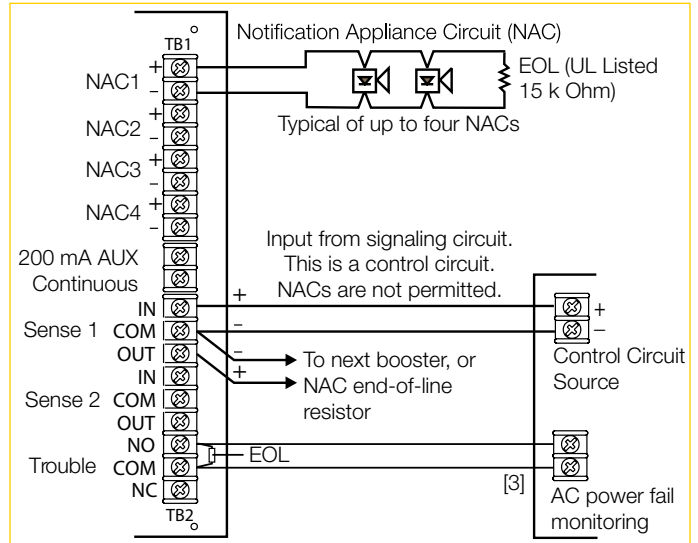 Notification Appliance Circuit (NAC)
TB1
+
NAC1
-
EOL (UL Listed
15 k Ohm)
Typical of up to four NACs
+
NAC2
-
+
NAC3
-
+
NAC4
-
200 mA AUX
Continuous
Input from signaling circuit.
This is a control circuit.
NACs are not permitted.
IN
+
+
Sense 1
COM
–
–
OUT
–
+
To next booster, or
NAC end-of-line
resistor
Control Circuit
Source
IN
Sense 2
COM
OUT
NO
Trouble
COM
EOL
NC
[3]
AC power fail
monitoring
TB2